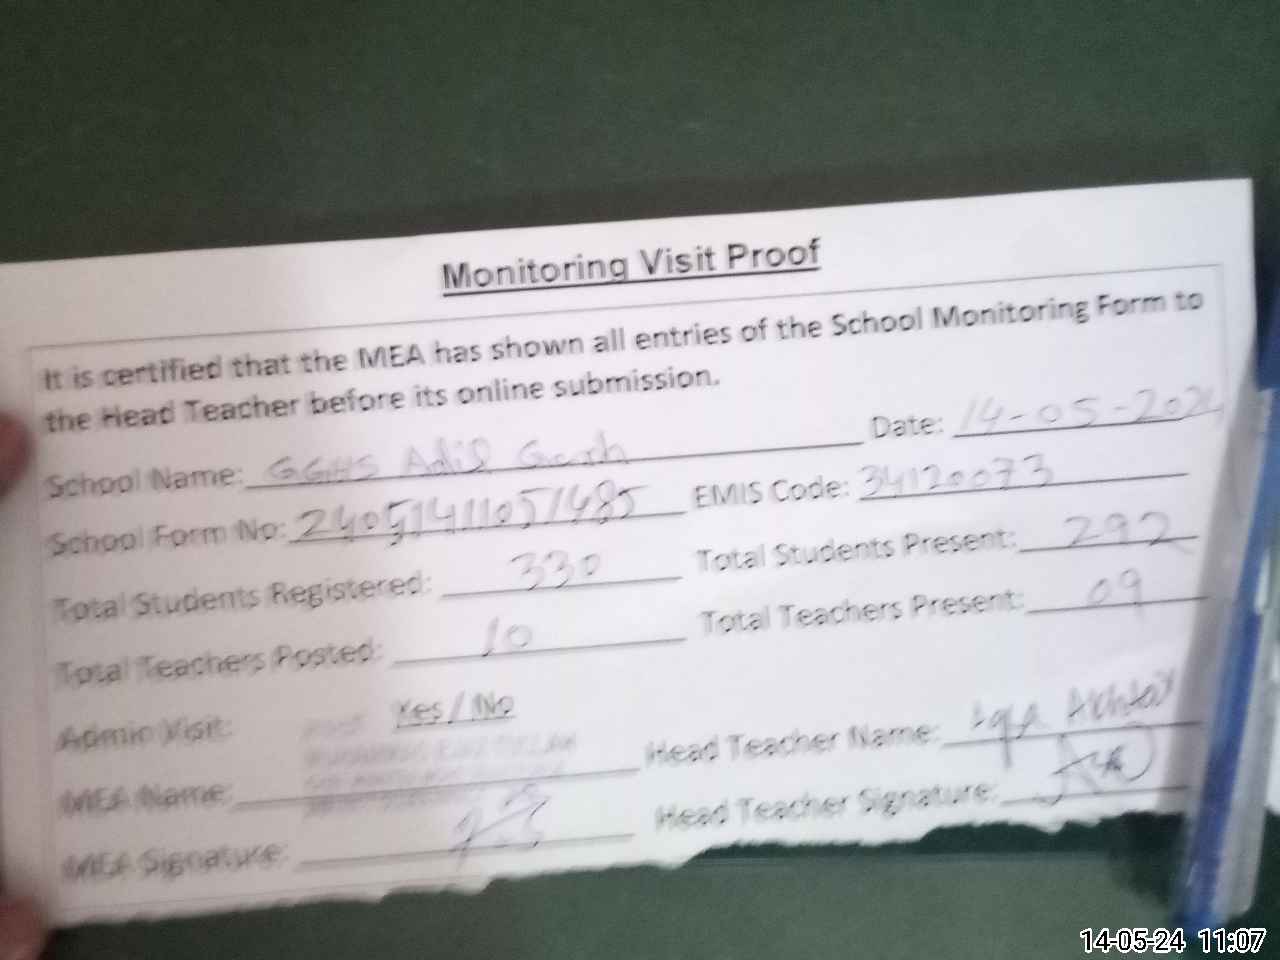 Monitoring Visit Proof
It is certified that the MEA has shown all entries of the School Monitoring Form to
the Head Teacher before its online submission.
School Name: GGHS Adil Garh Date: 14-05-2024
School Form No: 24051411051485 EMIS Code: 34120073
Total Students Registered: 330 Total Students Present: 292
Total Teachers Posted: 10 Total Teachers Present: 09
Admin Visit: Yes / No
MEA Name: Head Teacher Name: Iqra Akhtar
MEA Signature: Head Teacher Signature:
14-05-24 11:07